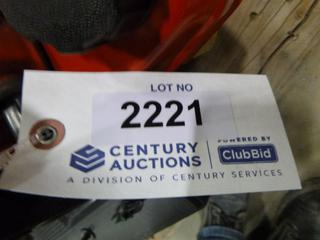 LOT NO
2221
CENTURY AUCTIONS
POWERED BY
ClubBid
A DIVISION OF CENTURY SERVICES